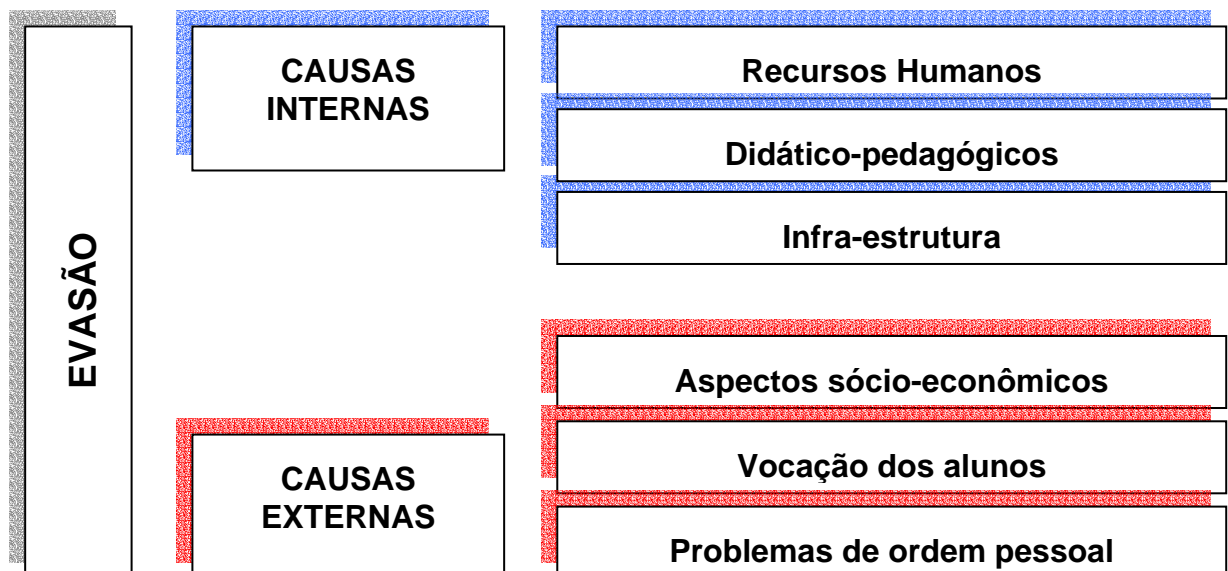 EVASÃO
CAUSAS
INTERNAS
Recursos Humanos
Didático-pedagógicos
Infra-estrutura
CAUSAS
EXTERNAS
Aspectos sócio-econômicos
Vocação dos alunos
Problemas de ordem pessoal